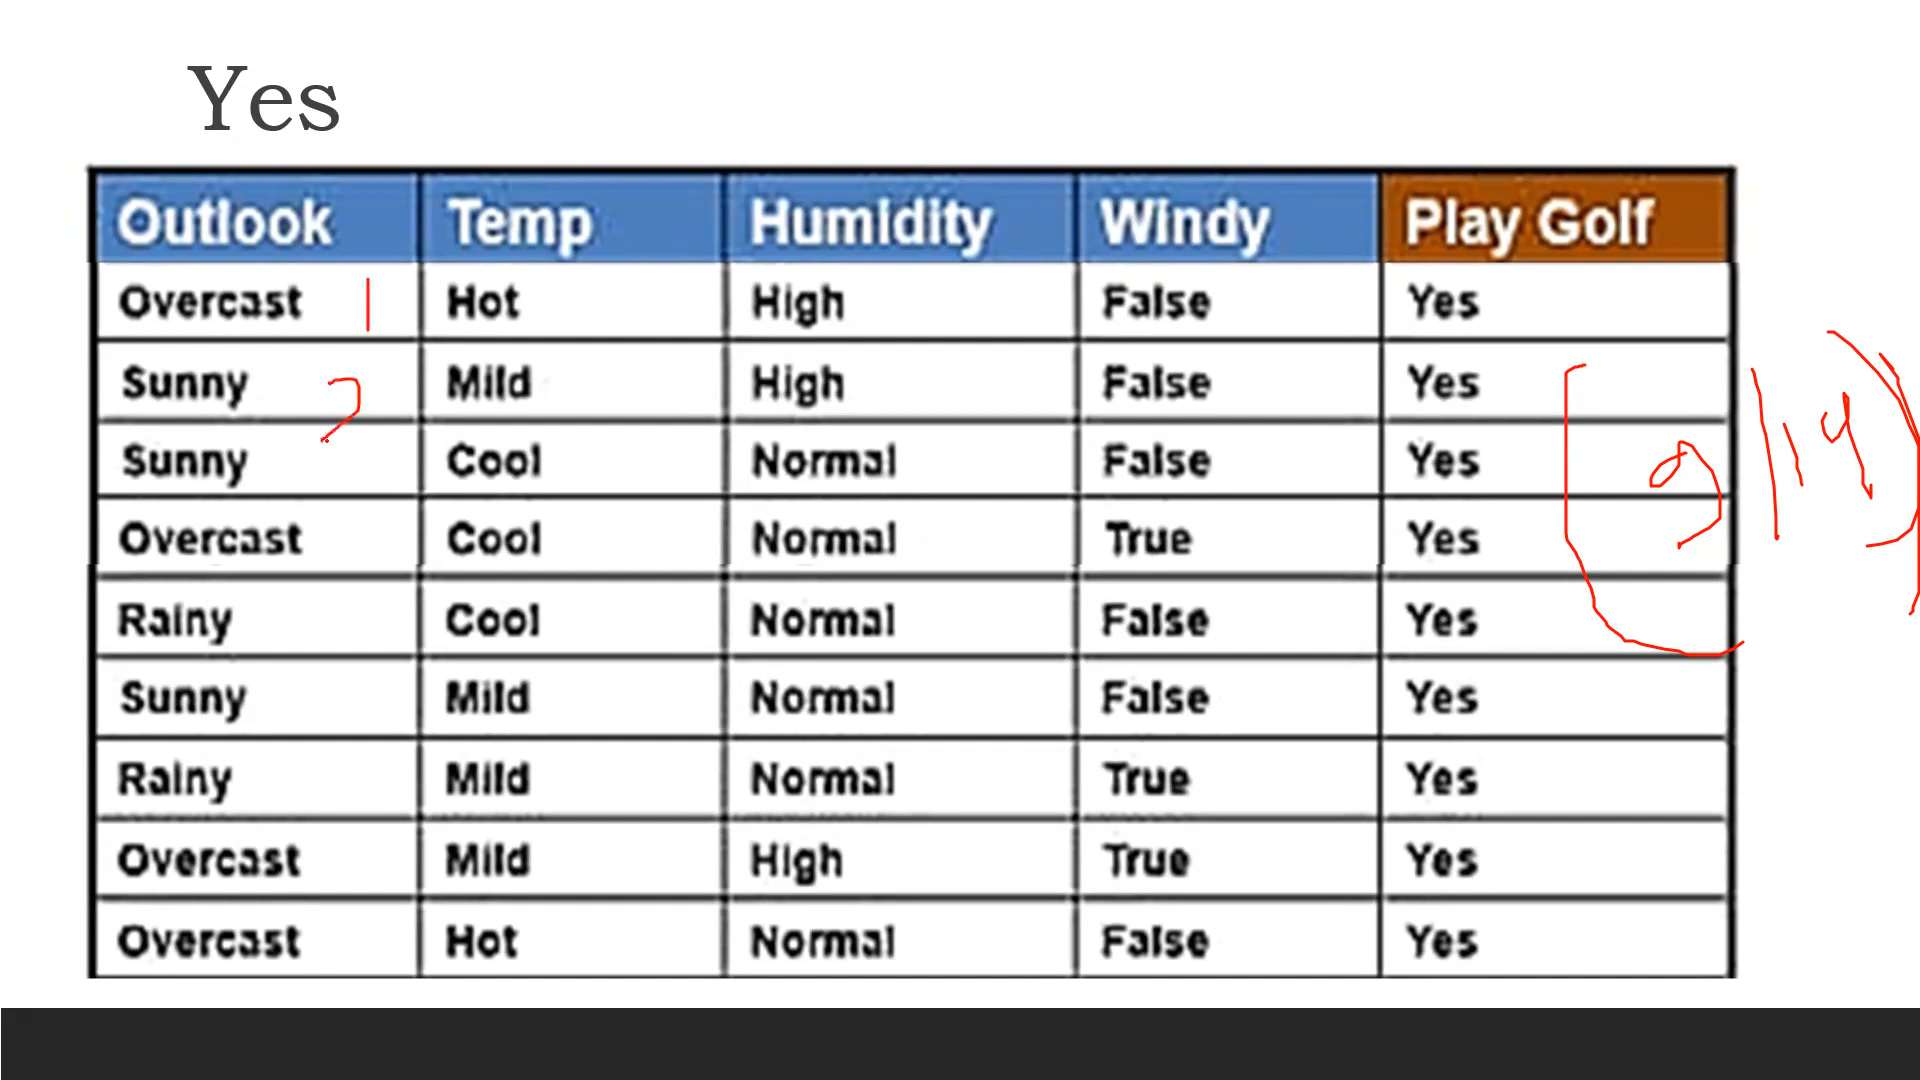 Yes
Outlook Temp Humidity Windy Play Golf
Overcast Hot High False Yes
Sunny Mild High False Yes
Sunny Cool Normal False Yes
Overcast Cool Normal True Yes
Rainy Cool Normal False Yes
Sunny Mild Normal False Yes
Rainy Mild Normal True Yes
Overcast Mild High True Yes
Overcast Hot Normal False Yes
9/14